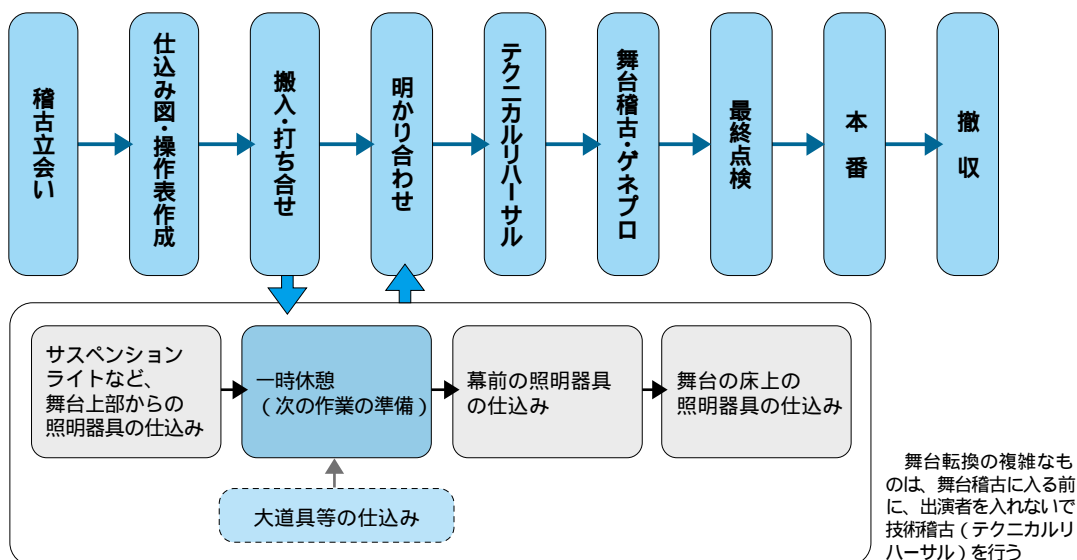 稽古立会い
仕込み図・操作表作成
搬入・打ち合せ
明かり合わせ
テクニカルリハーサル
舞台稽古・ゲネプロ
最終点検
本番
撤収
サスペンション
ライトなど、
舞台上部からの
照明器具の仕込み
一時休憩
（次の作業の準備）
幕前の照明器具
の仕込み
舞台の床上の
照明器具の仕込み
大道具等の仕込み
舞台転換の複雑なも
のは、舞台稽古に入る前
に、出演者を入れないで
技術稽古（テクニカルリ
ハーサル）を行う